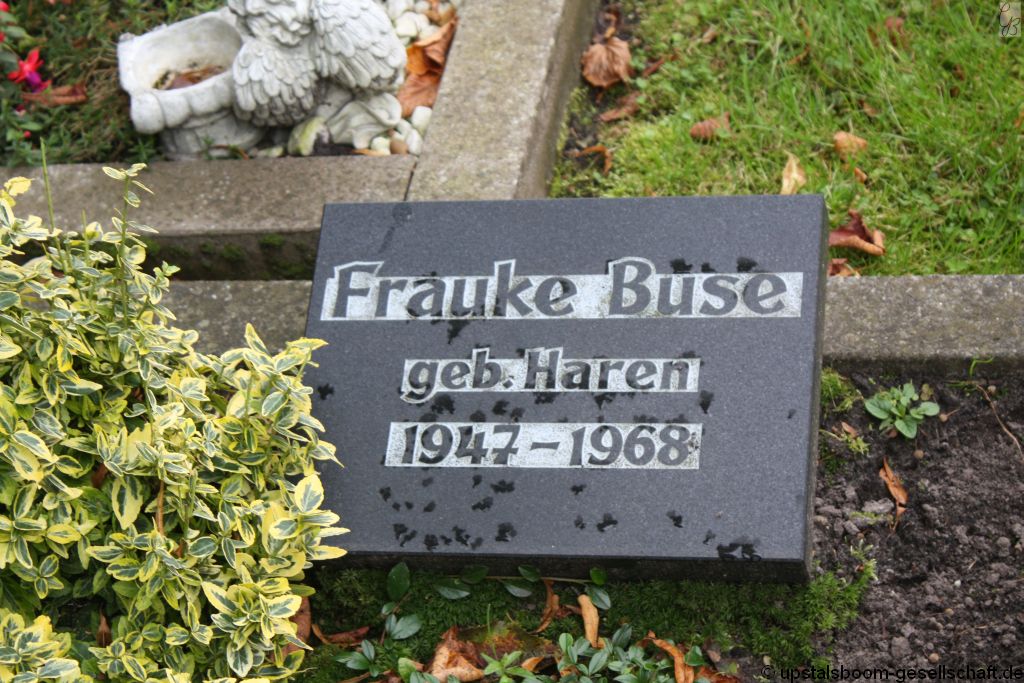 Frauke Buse
geb. Haren
1947-1968
© upstalsboom-gesellschaft.de